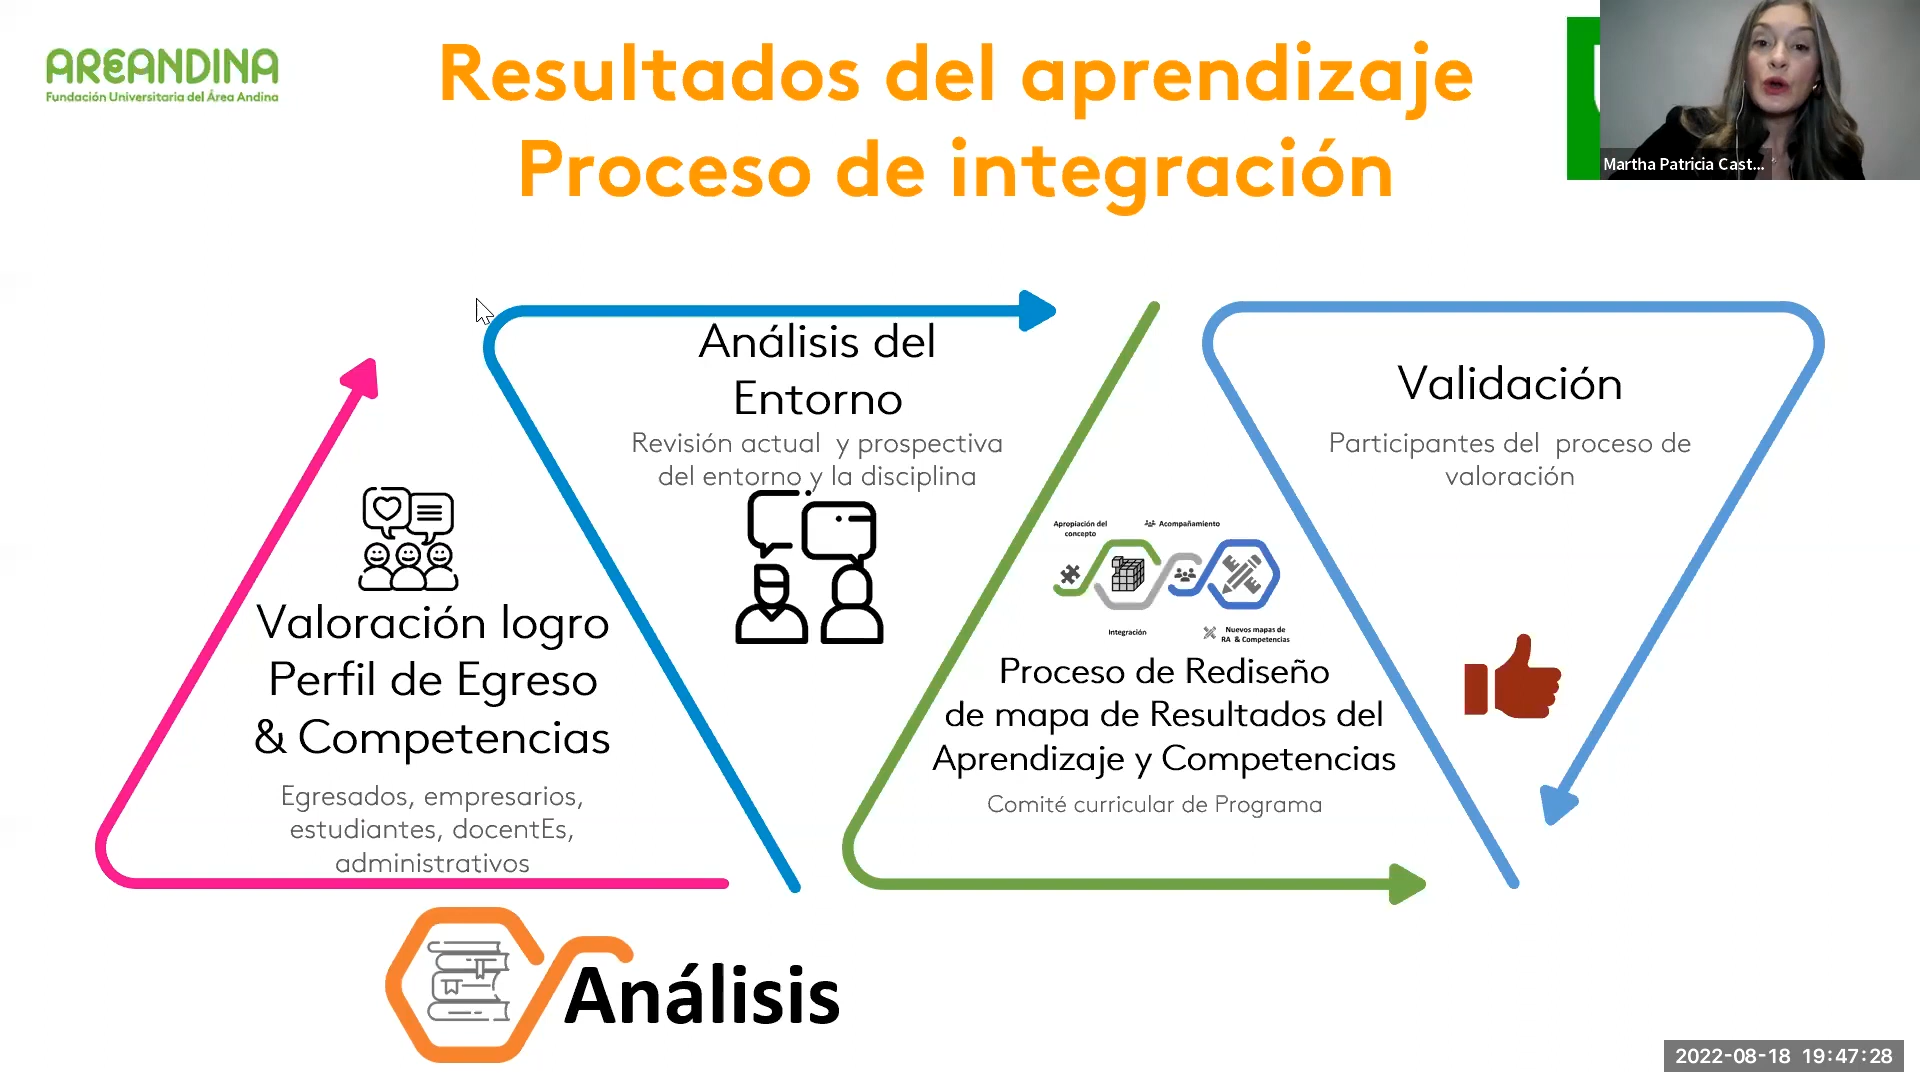 AREANDINA
Fundación Universitaria del Área Andina
Resultados del aprendizaje
Proceso de integración
Martha Patricia Cast...
Valoración logro
Perfil de Egreso
& Competencias
Egresados, empresarios,
estudiantes, docentEs,
administrativos
Análisis del
Entorno
Revisión actual y prospectiva
del entorno y la disciplina
Apropiación del
concepto
Acompañamiento
Integración
Nuevos mapas de
RA & Competencias
Proceso de Rediseño
de mapa de Resultados del
Aprendizaje y Competencias
Comité curricular de Programa
Validación
Participantes del proceso de
valoración
Análisis
2022-08-18 19:47:28